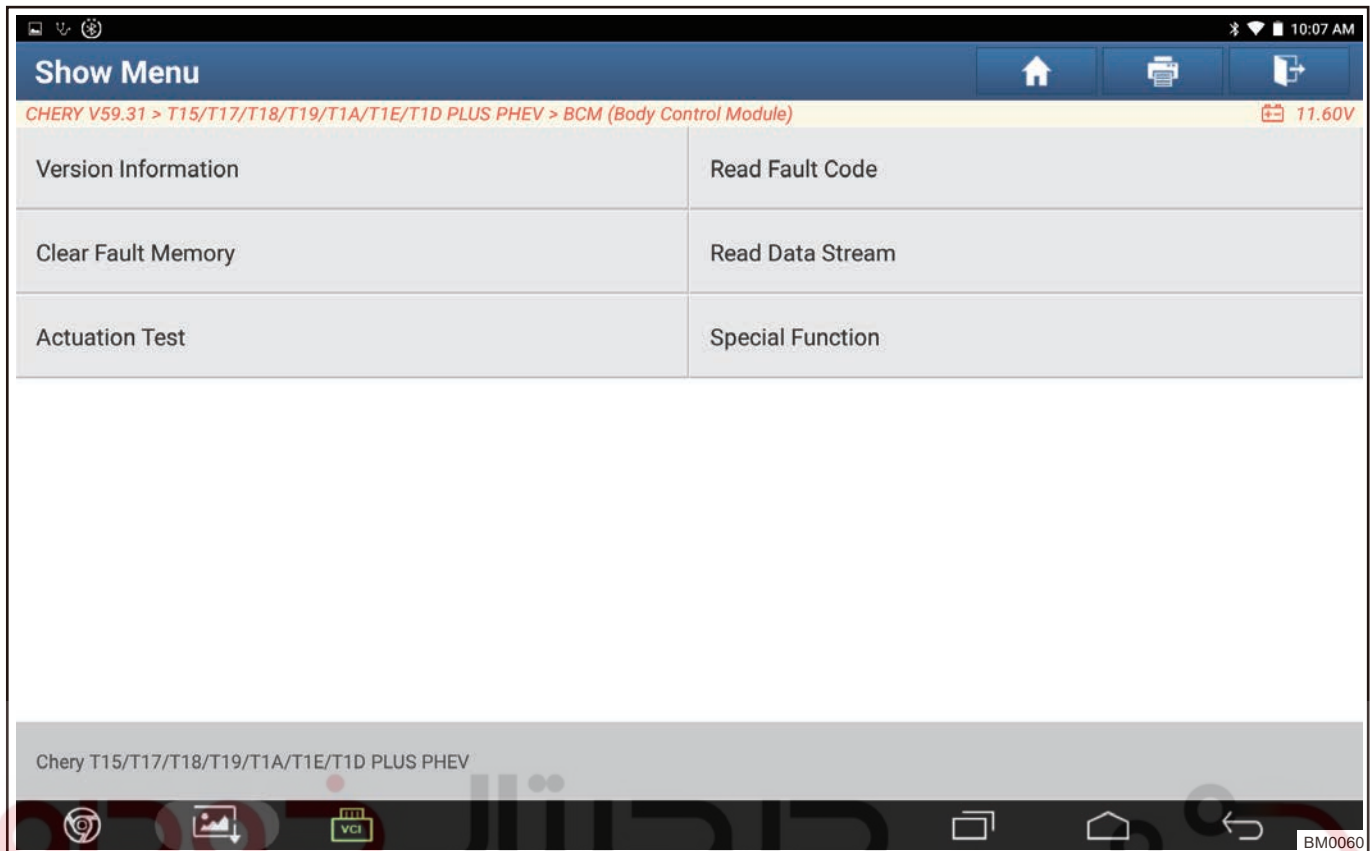 10:07 AM
Show Menu
CHERY V59.31 > T15/T17/T18/T19/T1A/T1E/T1D PLUS PHEV > BCM (Body Control Module)
11.60V
Version Information
Read Fault Code
Clear Fault Memory
Read Data Stream
Actuation Test
Special Function
Chery T15/T17/T18/T19/T1A/T1E/T1D PLUS PHEV
VCI
BM0060